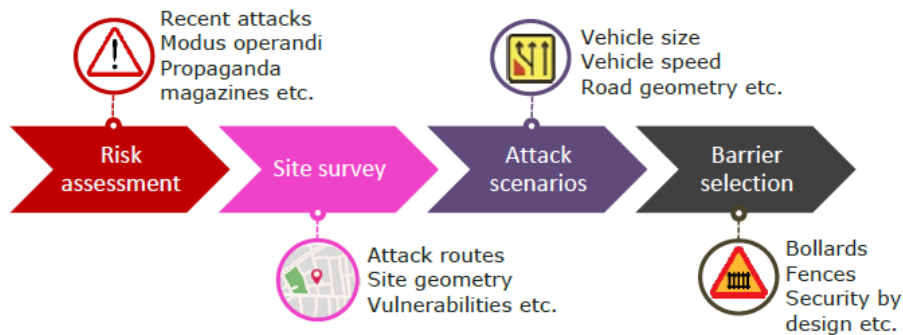 Recent attacks
Modus operandi
Propaganda
magazines etc.
Vehicle size
Vehicle speed
Road geometry etc.
Risk
assessment
Site survey
Attack
scenarios
Barrier
selection
Attack routes
Site geometry
Vulnerabilities etc.
Bollards
Fences
Security by
design etc.